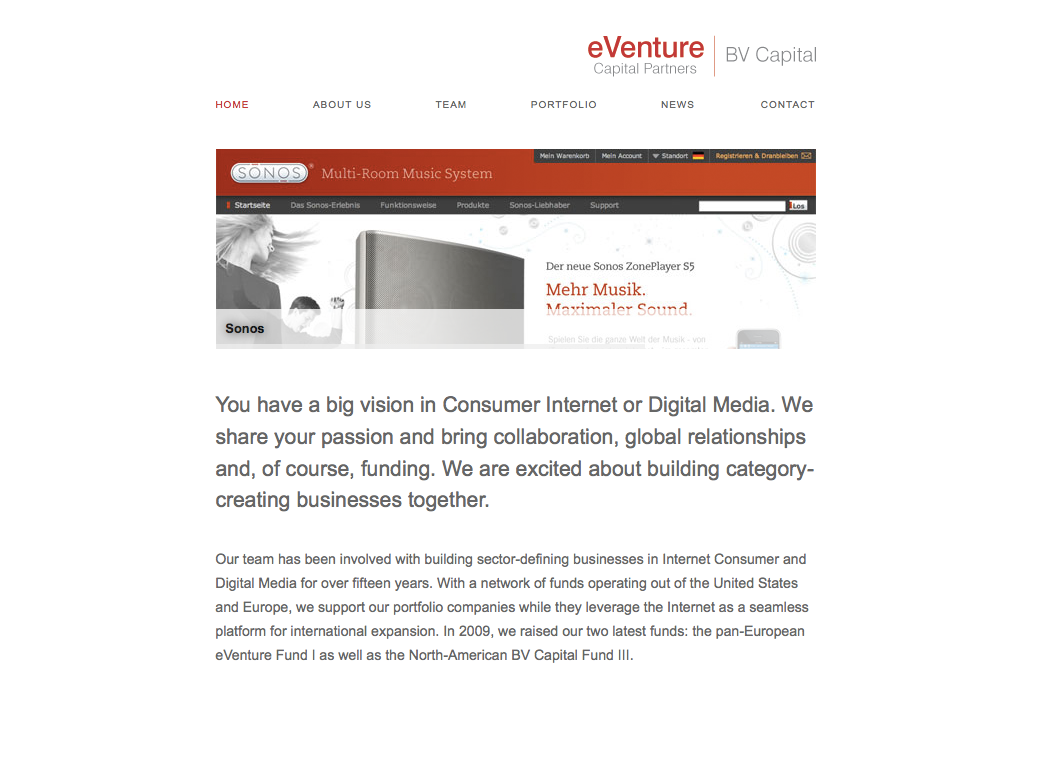 eVenture
Capital Partners
BV Capital
HOME ABOUT US TEAM PORTFOLIO NEWS CONTACT
Mein Warenkorb Mein Account Standort Registrieren & Dranbleiben
SONOS® Multi-Room Music System
Startseite Das Sonos-Erlebnis Funktionsweise Produkte Sonos-Liebhaber Support Los
Der neue Sonos ZonePlayer S5
Mehr Musik.
Maximaler Sound.
Sonos
Spielen Sie die ganze Welt der Musik - von
You have a big vision in Consumer Internet or Digital Media. We
share your passion and bring collaboration, global relationships
and, of course, funding. We are excited about building category-
creating businesses together.
Our team has been involved with building sector-defining businesses in Internet Consumer and
Digital Media for over fifteen years. With a network of funds operating out of the United States
and Europe, we support our portfolio companies while they leverage the Internet as a seamless
platform for international expansion. In 2009, we raised our two latest funds: the pan-European
eVenture Fund I as well as the North-American BV Capital Fund III.